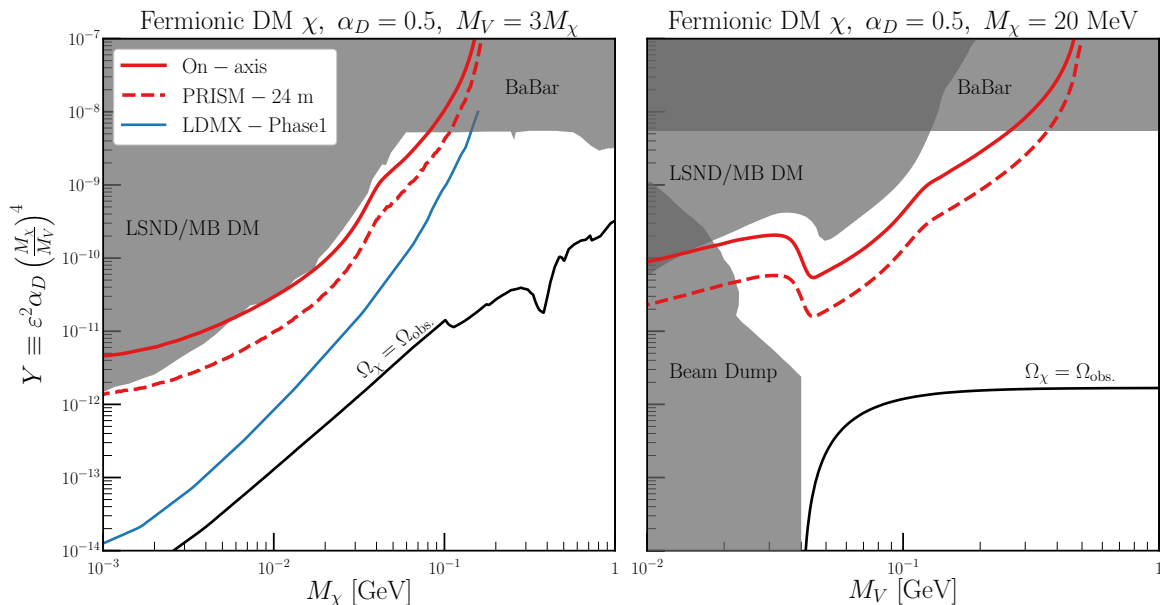 Fermionic DM χ, α_D = 0.5, M_V = 3M_χ
10^−7
10^−8
10^−9
10^−10
10^−11
10^−12
10^−13
10^−14
Y ≡ ε²α_D (M_χ/M_V)^4
On − axis
PRISM − 24 m
LDMX − Phase1
BaBar
LSND/MB DM
Ω_χ = Ω_obs.
10^−3
10^−2
10^−1
1
M_χ [GeV]
Fermionic DM χ, α_D = 0.5, M_χ = 20 MeV
BaBar
LSND/MB DM
Beam Dump
Ω_χ = Ω_obs.
10^−2
10^−1
1
M_V [GeV]